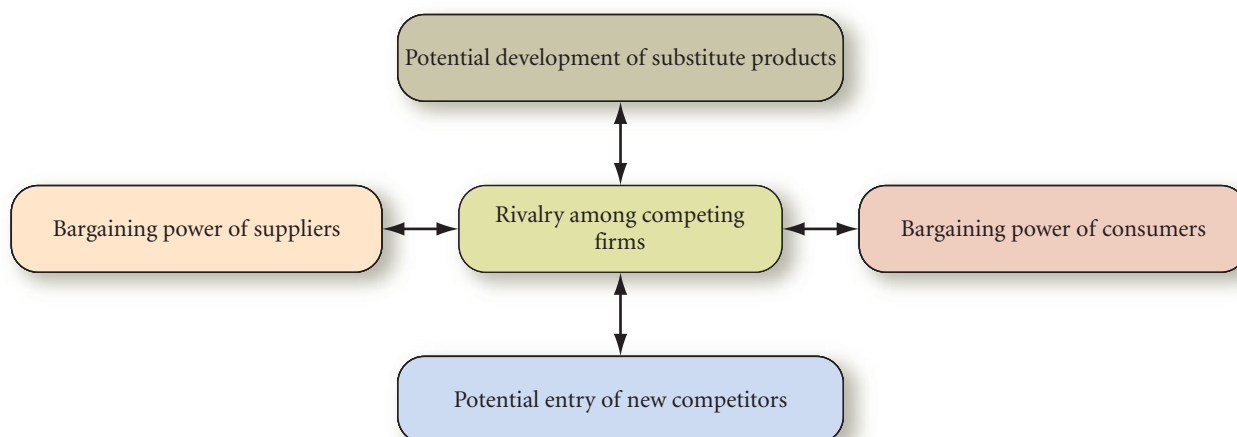 Potential development of substitute products
Bargaining power of suppliers
Rivalry among competing
firms
Bargaining power of consumers
Potential entry of new competitors